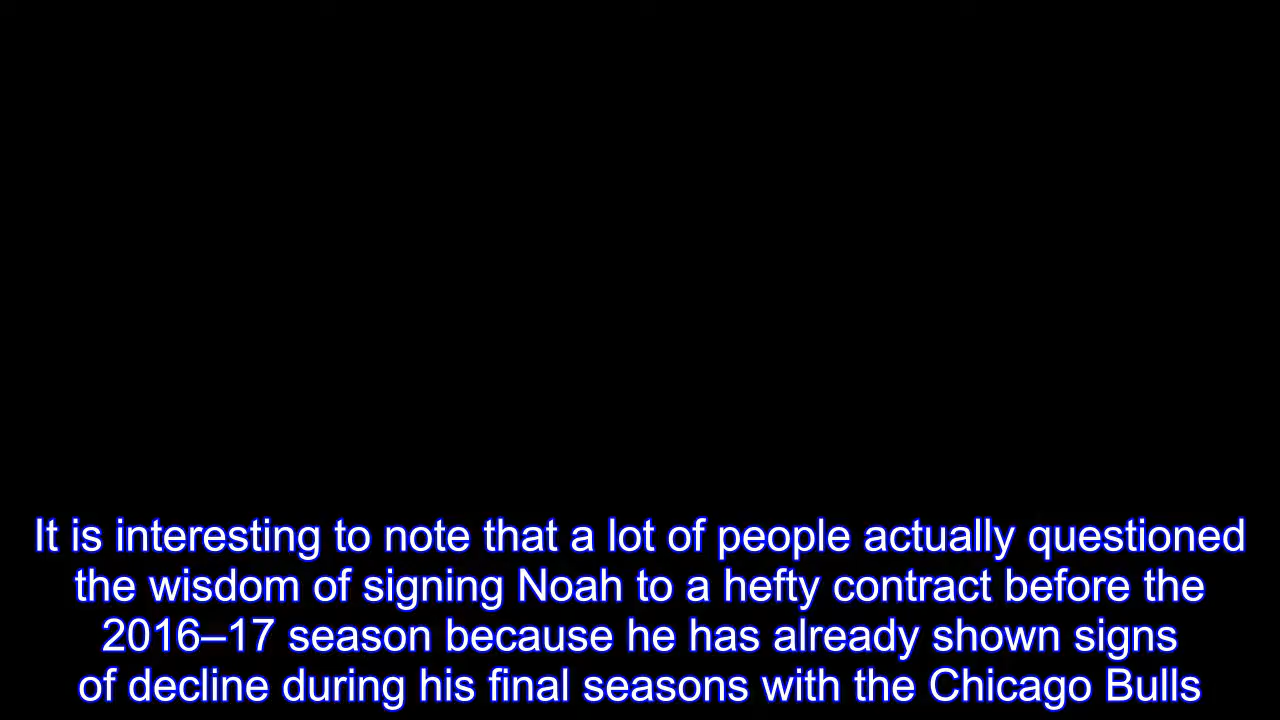 It is interesting to note that a lot of people actually questioned
the wisdom of signing Noah to a hefty contract before the
2016–17 season because he has already shown signs
of decline during his final seasons with the Chicago Bulls